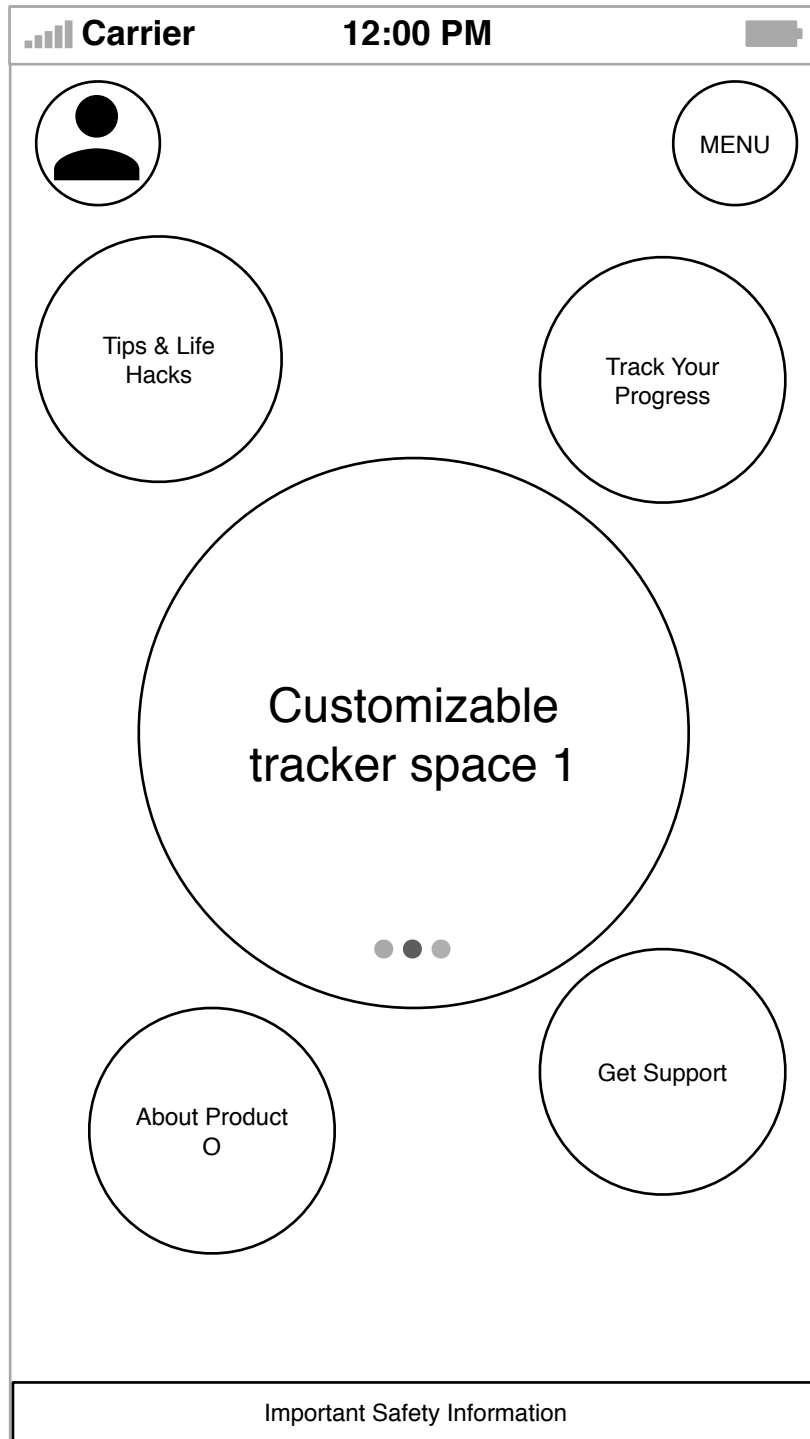 Carrier 12:00 PM
MENU
Tips & Life
Hacks
Track Your
Progress
Customizable
tracker space 1
Get Support
About Product
O
Important Safety Information